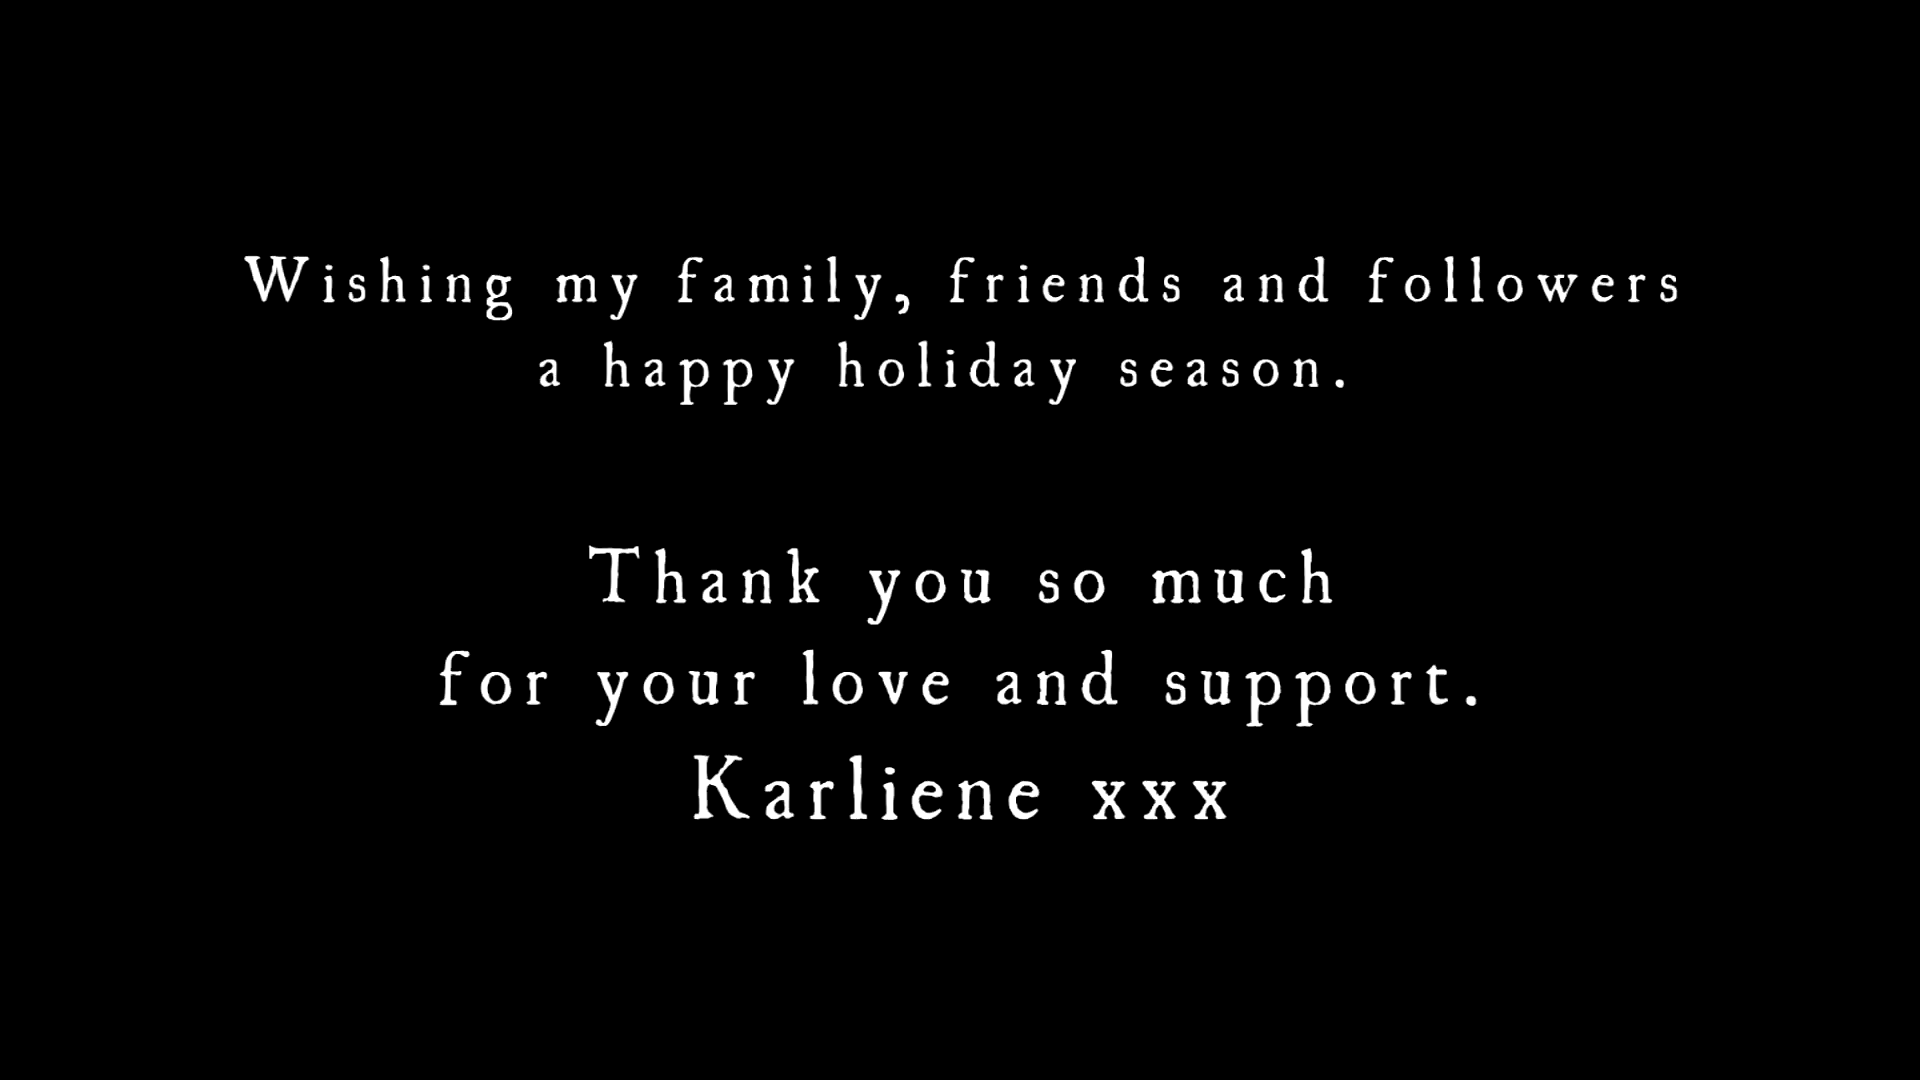 Wishing my family, friends and followers
a happy holiday season.
Thank you so much
for your love and support.
Karliene xxx